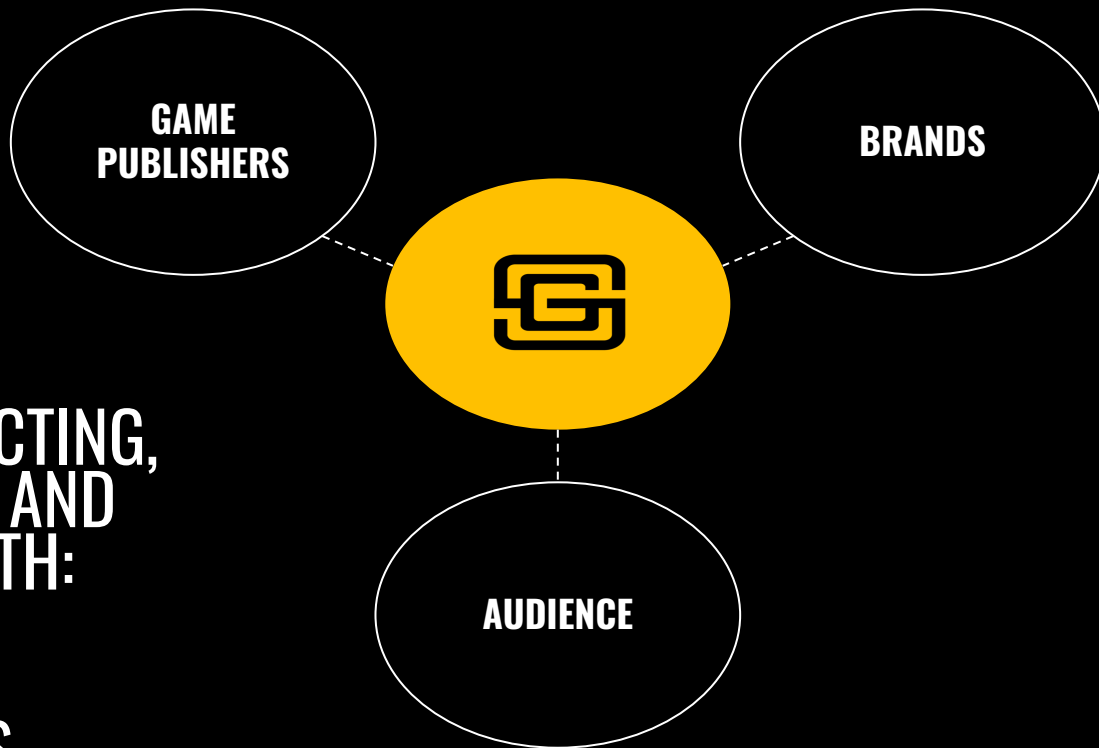 GAME
PUBLISHERS
BRANDS
CTING,
AND
TH:
AUDIENCE